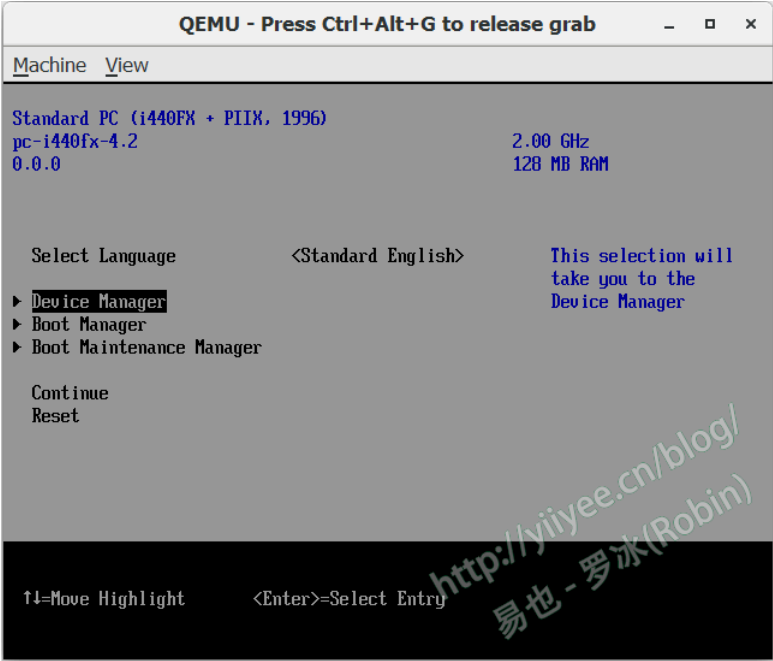 QEMU - Press Ctrl+Alt+G to release grab
Machine View
Standard PC (i440FX + PIIX, 1996)
pc-i440fx-4.2 2.00 GHz
0.0.0 128 MB RAM
Select Language <Standard English> This selection will
take you to the
Device Manager Device Manager
Boot Manager
Boot Maintenance Manager
Continue
Reset
http://yiiyee.cn/blog/
易也 - 罗冰(Robin)
↑↓=Move Highlight <Enter>=Select Entry